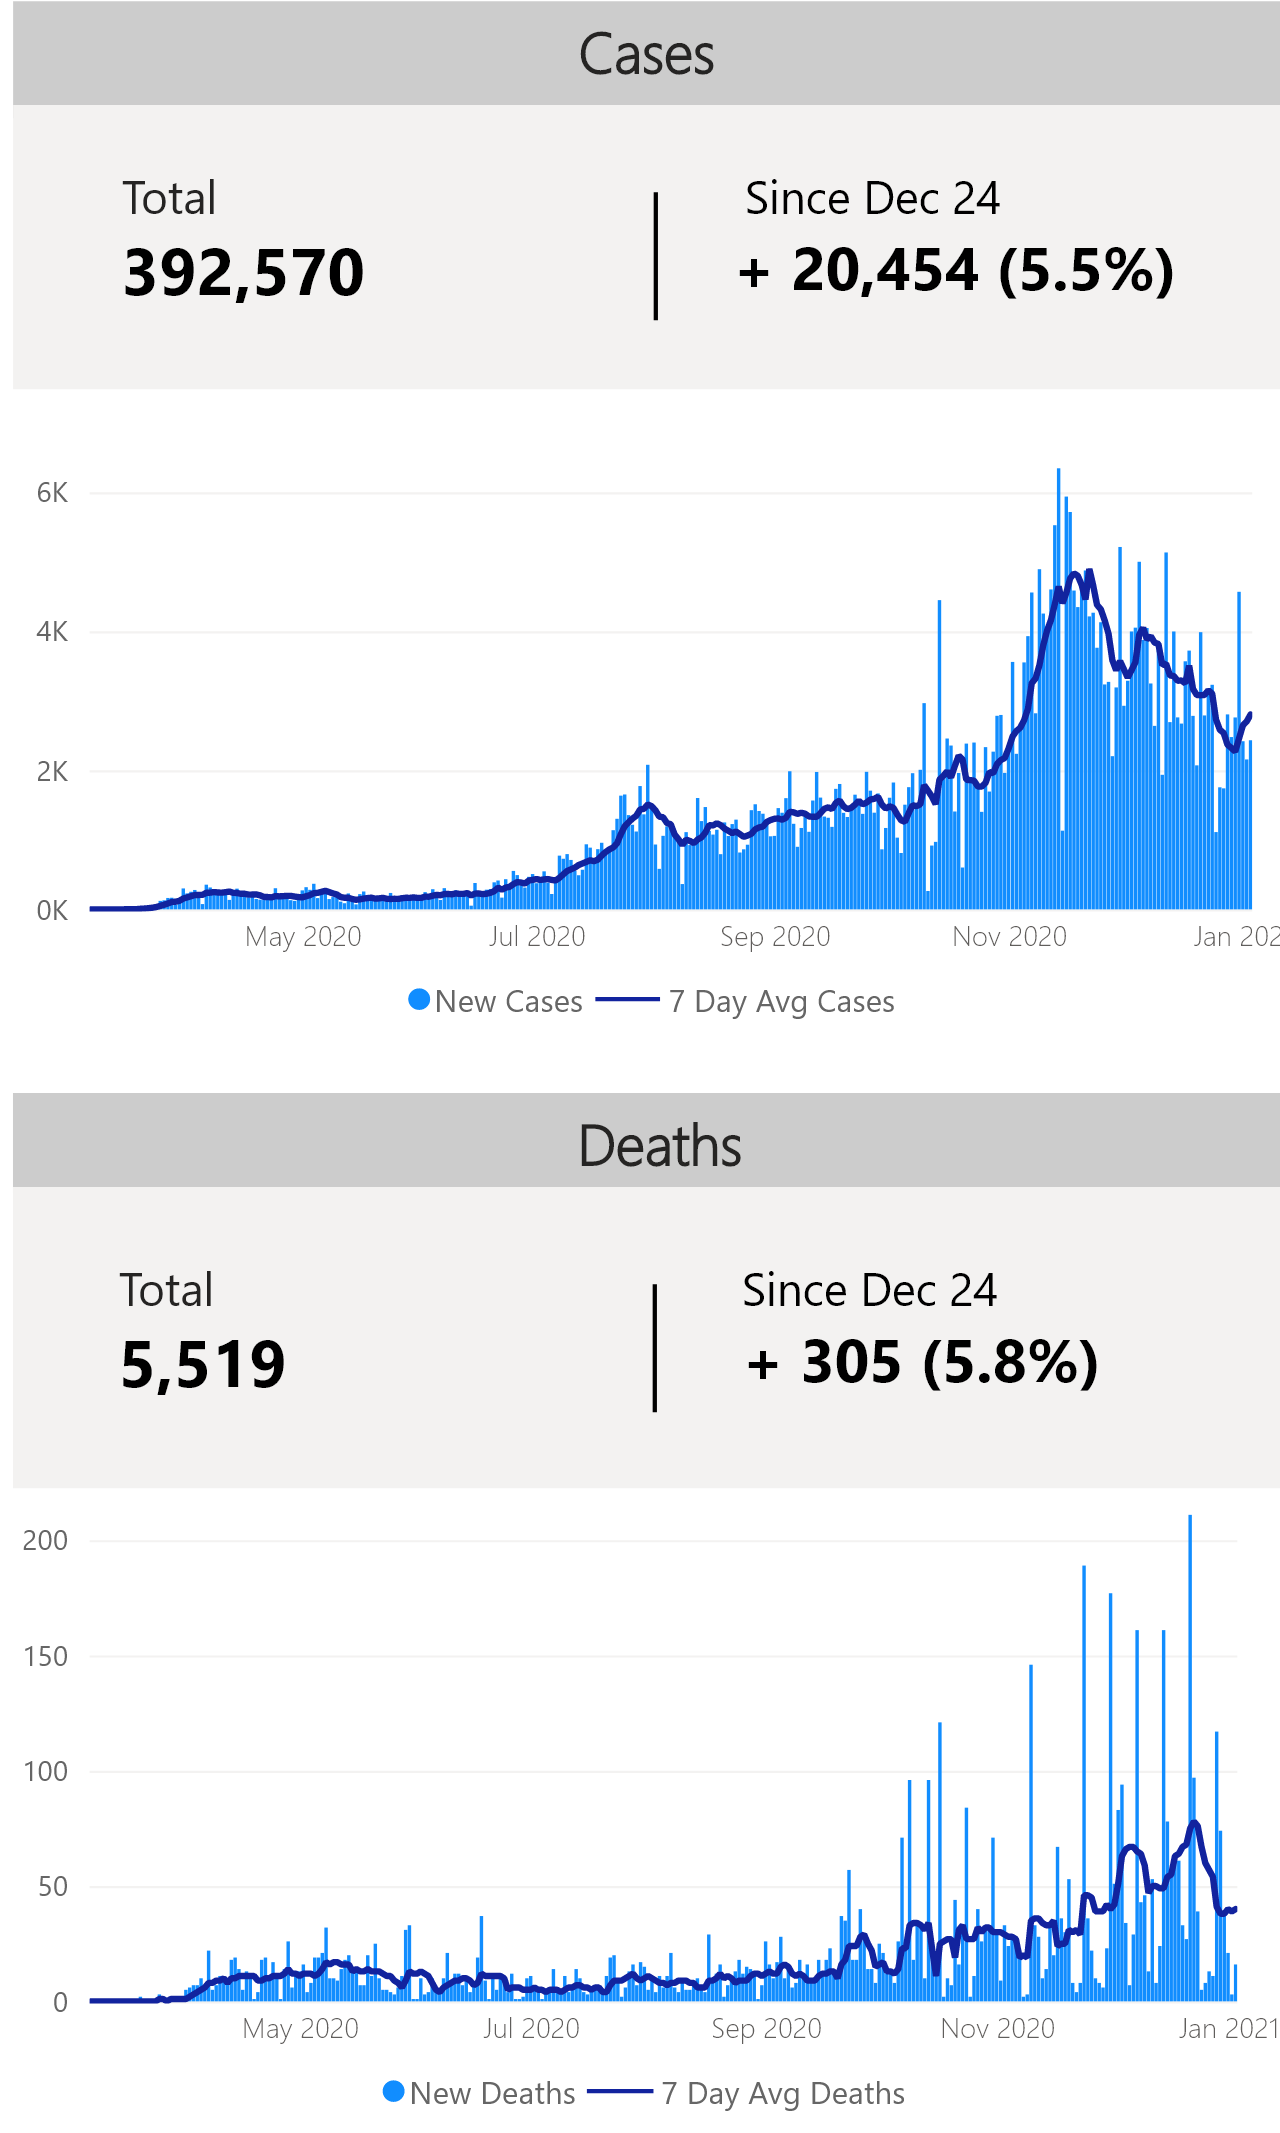 Cases
Total
Since Dec 24
392,570
+ 20,454 (5.5%)
6K
4K
2K
0K
May 2020
Jul 2020
Sep 2020
Nov 2020
Jan 202
New Cases
7 Day Avg Cases
Deaths
Total
Since Dec 24
5,519
+ 305 (5.8%)
200
150
100
50
0
May 2020
Jul 2020
Sep 2020
Nov 2020
Jan 2021
New Deaths
7 Day Avg Deaths